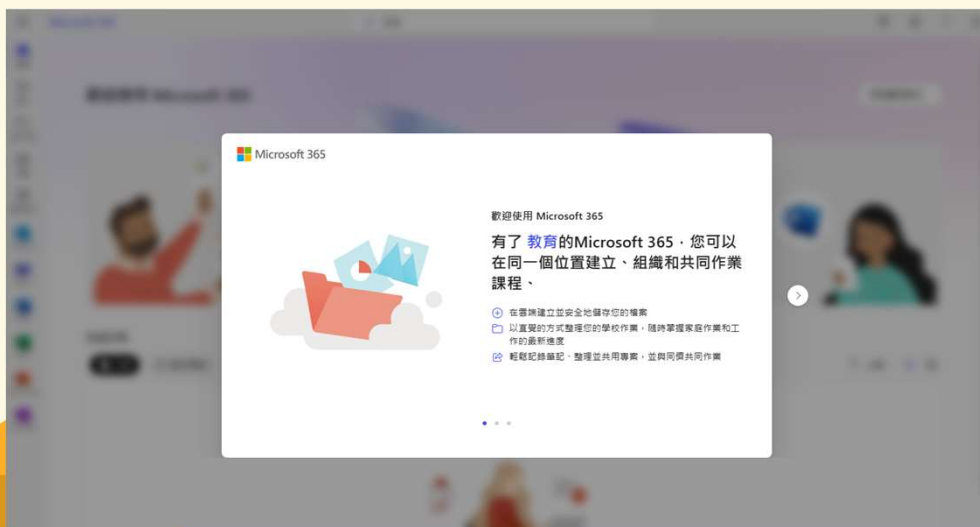 Microsoft 365
歡迎使用 Microsoft 365
有了 教育的Microsoft 365，您可以
在同一個位置建立、組織和共同作業
課程、
在雲端建立並安全地儲存您的檔案
以直覺的方式整理您的學校作業，隨時掌握家庭作業和工
作的最新進度
輕鬆記錄筆記、整理並共用專案，並與同儕共同作業